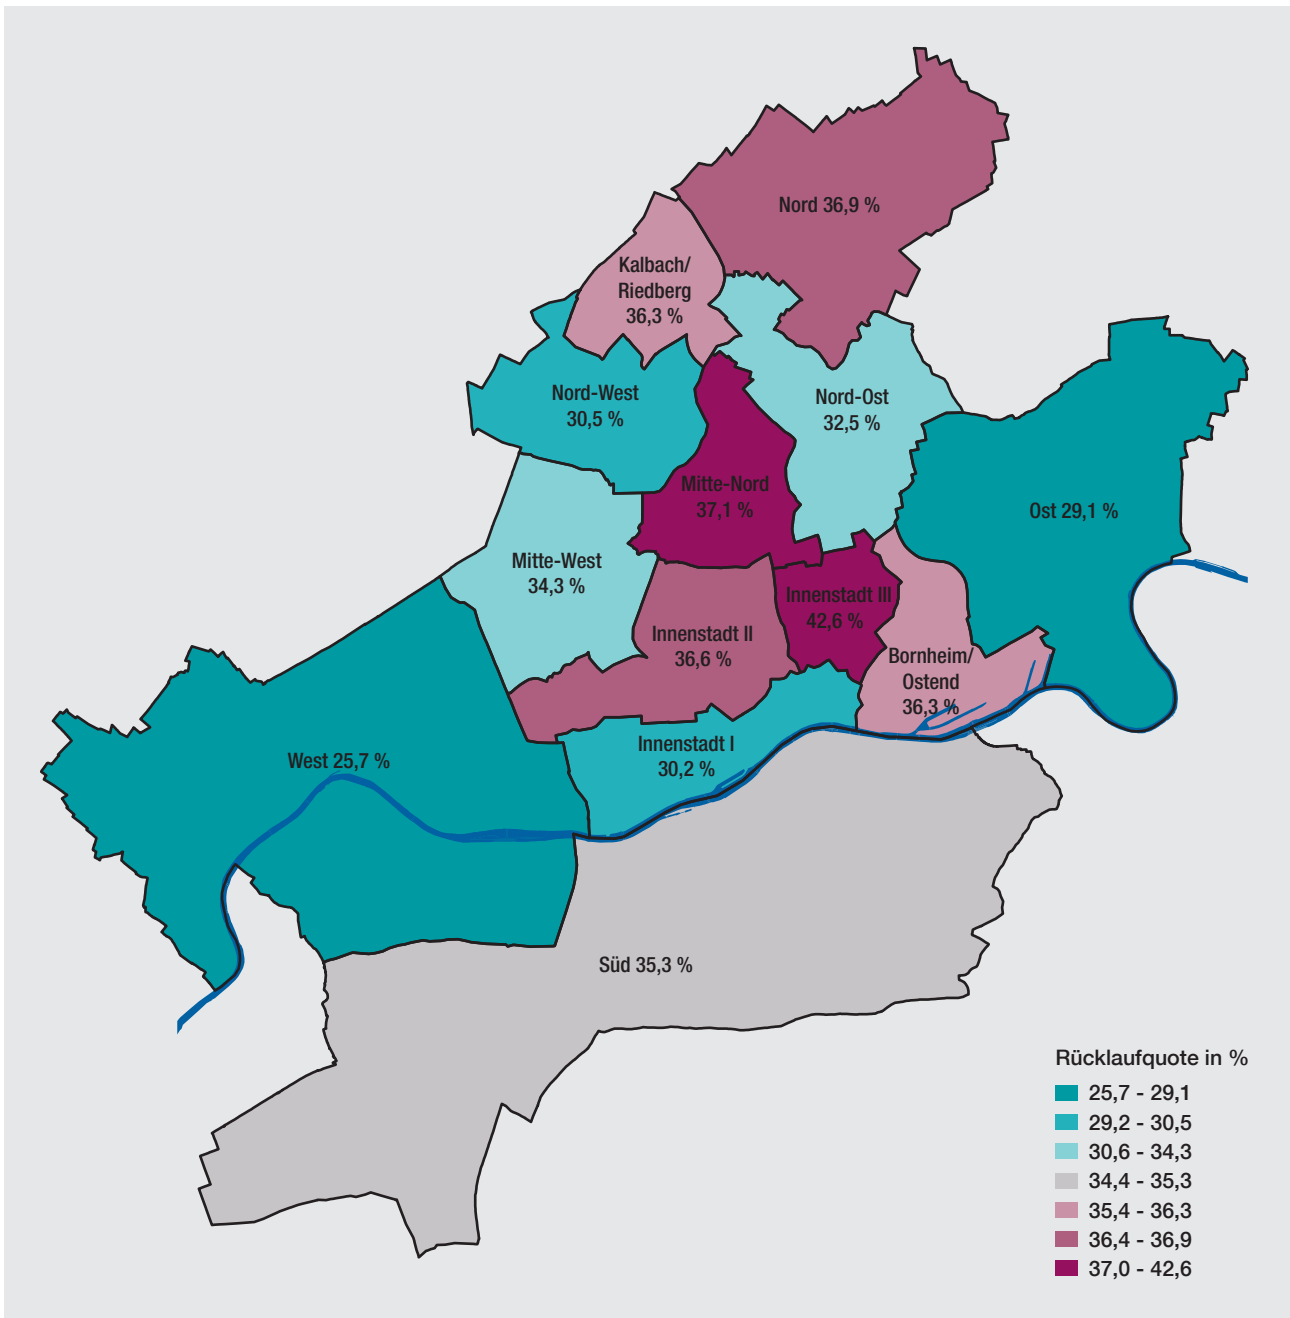 Nord 36,9 %
Kalbach/
Riedberg
36,3 %
Nord-West
30,5 %
Nord-Ost
32,5 %
Mitte-Nord
37,1 %
Ost 29,1 %
Mitte-West
34,3 %
Innenstadt III
42,6 %
Innenstadt II
36,6 %
Bornheim/
Ostend
36,3 %
Innenstadt I
30,2 %
West 25,7 %
Süd 35,3 %
Rücklaufquote in %
25,7 - 29,1
29,2 - 30,5
30,6 - 34,3
34,4 - 35,3
35,4 - 36,3
36,4 - 36,9
37,0 - 42,6